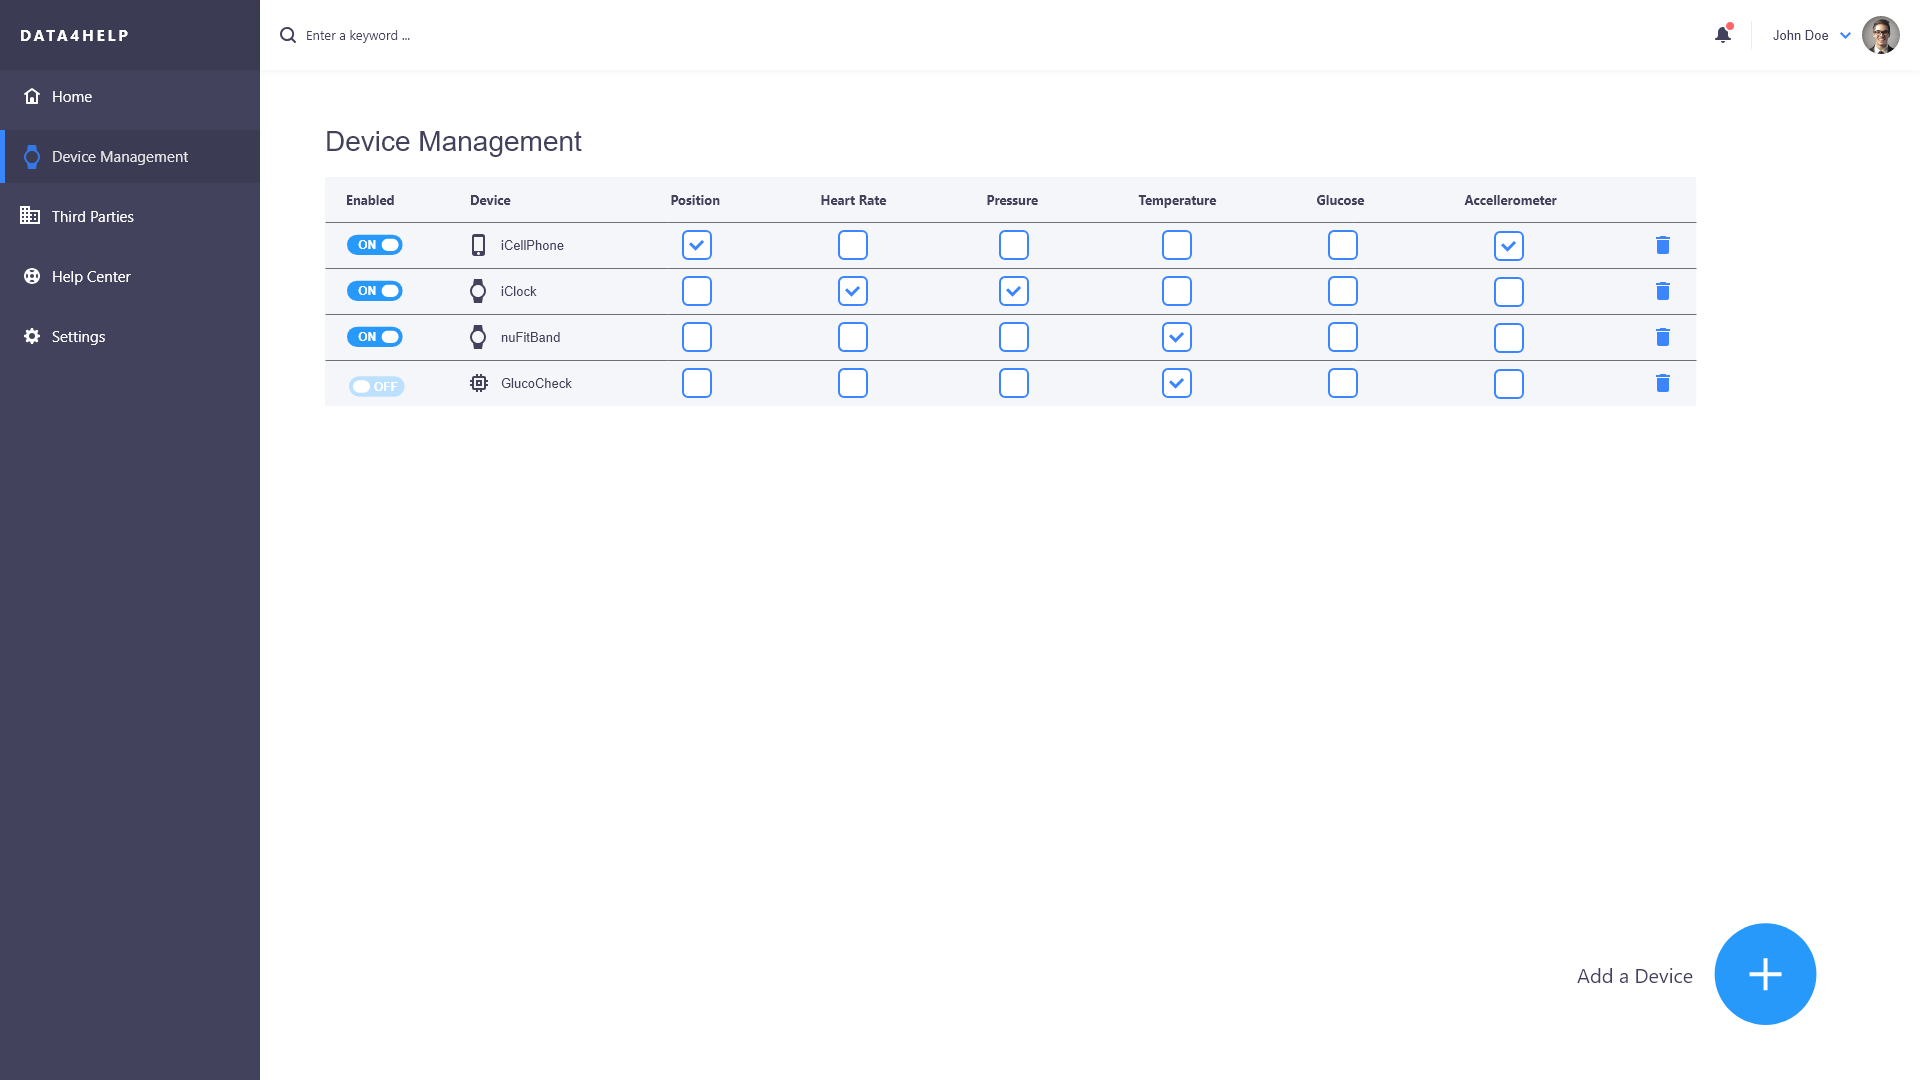 DATA4HELP
Enter a keyword ...
John Doe
Home
Device Management
Third Parties
Help Center
Settings
Device Management
Enabled Device Position Heart Rate Pressure Temperature Glucose Accellerometer
ON iCellPhone
ON iClock
ON nuFitBand
OFF GlucoCheck
Add a Device